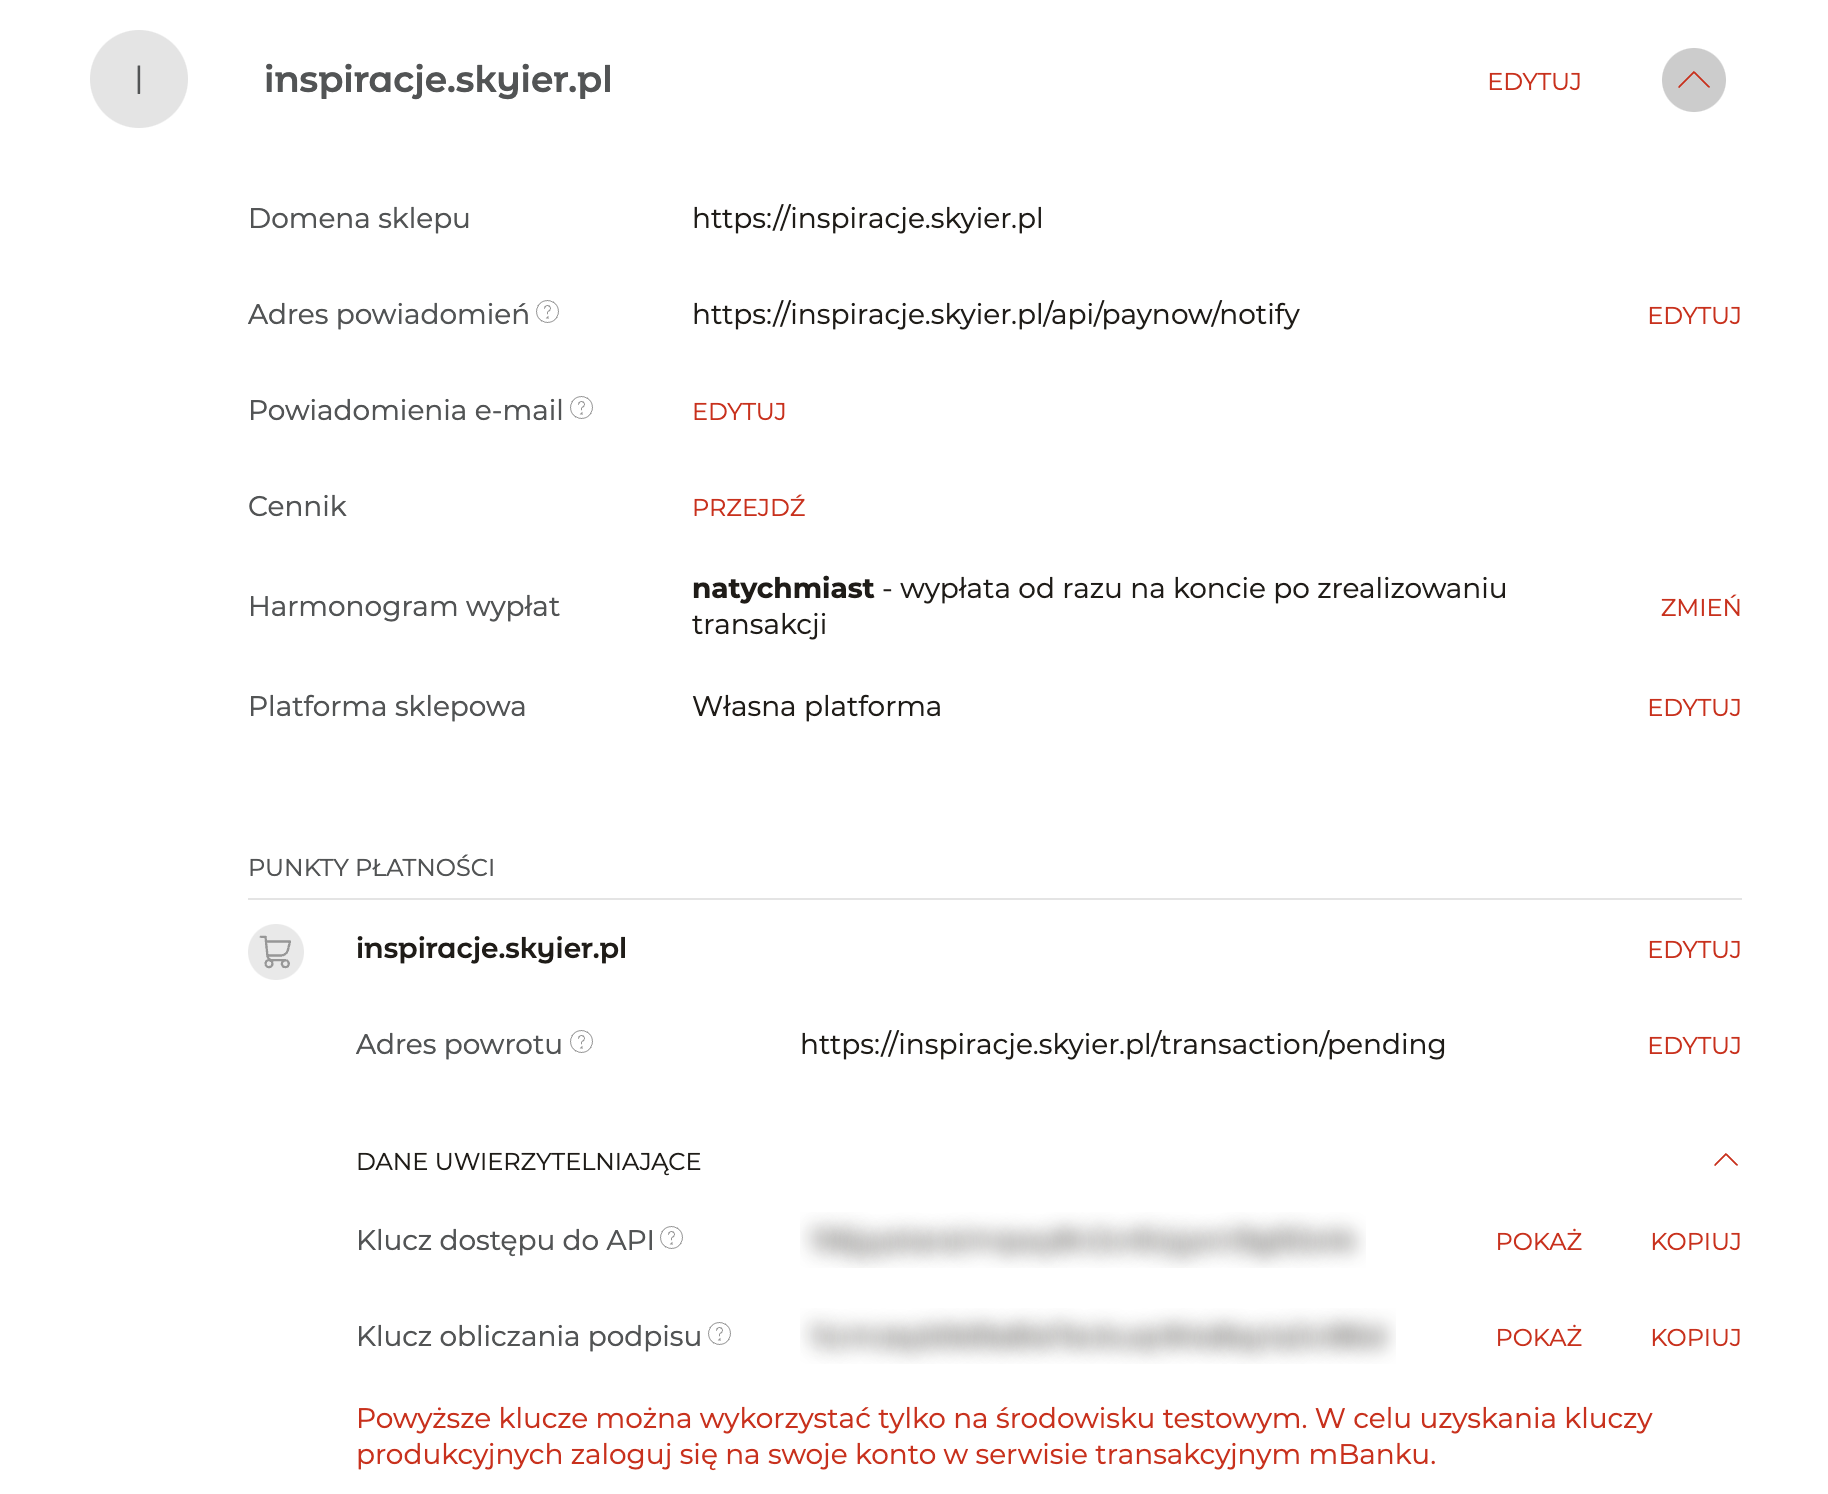 I
inspiracje.skyier.pl
EDYTUJ
Domena sklepu
https://inspiracje.skyier.pl
Adres powiadomień ?
https://inspiracje.skyier.pl/api/paynow/notify
EDYTUJ
Powiadomienia e-mail ?
EDYTUJ
Cennik
PRZEJDŹ
Harmonogram wypłat
natychmiast - wypłata od razu na koncie po zrealizowaniu
transakcji
ZMIEŃ
Platforma sklepowa
Własna platforma
EDYTUJ
PUNKTY PŁATNOŚCI
inspiracje.skyier.pl
EDYTUJ
Adres powrotu ?
https://inspiracje.skyier.pl/transaction/pending
EDYTUJ
DANE UWIERZYTELNIAJĄCE
Klucz dostępu do API ?
POKAŻ
KOPIUJ
Klucz obliczania podpisu ?
POKAŻ
KOPIUJ
Powyższe klucze można wykorzystać tylko na środowisku testowym. W celu uzyskania kluczy
produkcyjnych zaloguj się na swoje konto w serwisie transakcyjnym mBanku.